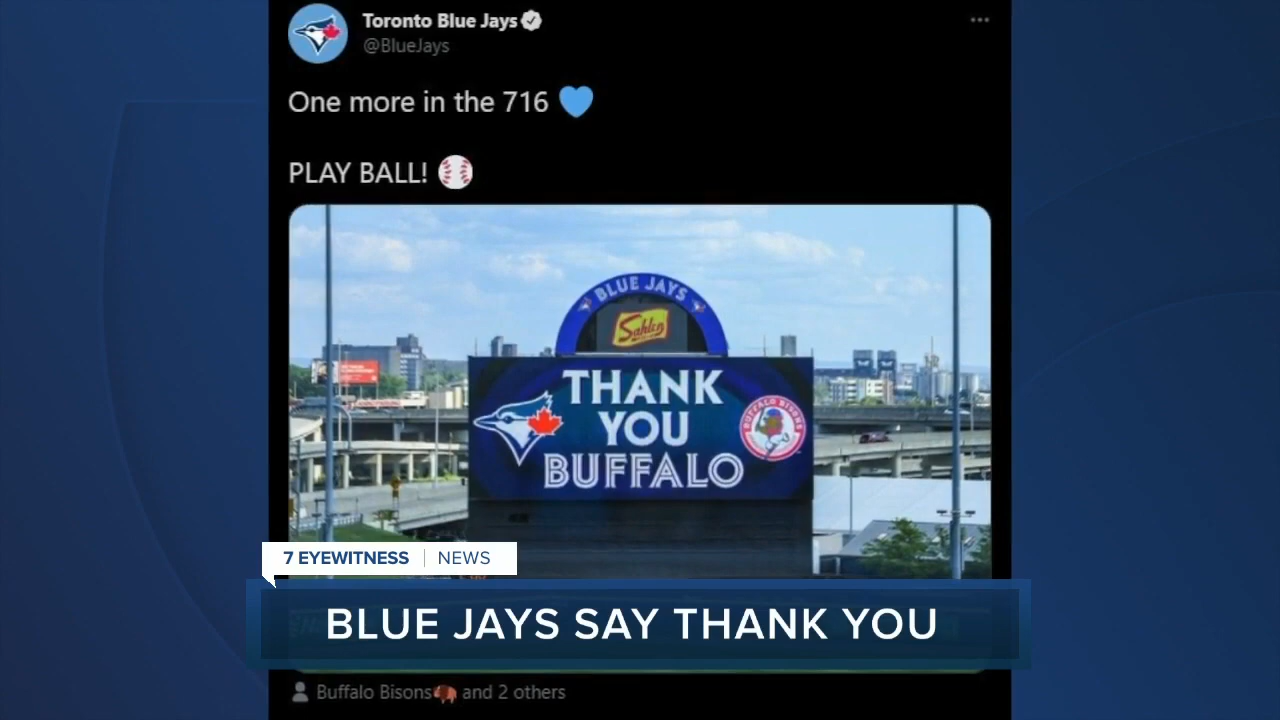 Toronto Blue Jays
@BlueJays
One more in the 716 💙
PLAY BALL! ⚾
BLUE JAYS
Sahlen
THANK
YOU
BUFFALO
BUFFALO BISONS
7 EYEWITNESS | NEWS
BLUE JAYS SAY THANK YOU
Buffalo Bisons🦬 and 2 others